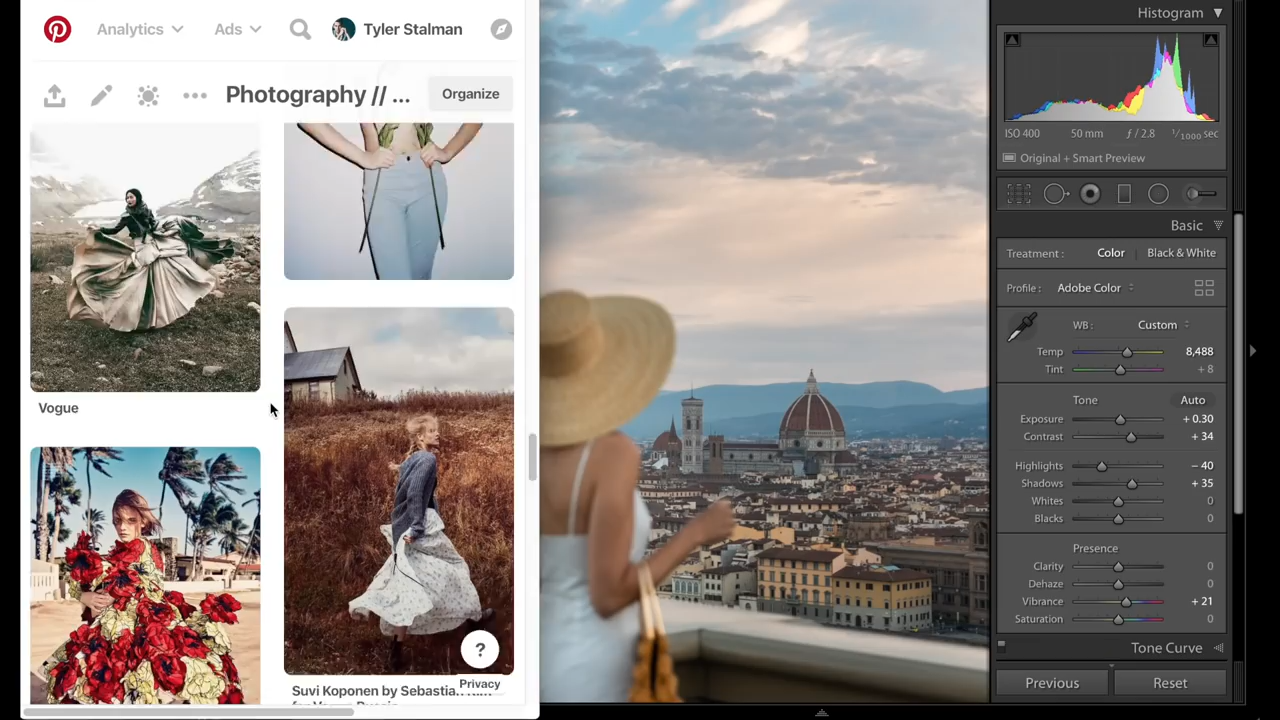 Analytics
Ads
Tyler Stalman
Photography // ...
Organize
Vogue
Suvi Koponen by Sebastia
?
Privacy
Histogram
ISO 400 50 mm ƒ / 2.8 1/1000 sec
Original + Smart Preview
Basic
Treatment : Color Black & White
Profile : Adobe Color
WB : Custom
Temp 8,488
Tint + 8
Tone Auto
Exposure + 0.30
Contrast + 34
Highlights − 40
Shadows + 35
Whites 0
Blacks 0
Presence
Clarity 0
Dehaze 0
Vibrance + 21
Saturation 0
Tone Curve
Previous Reset